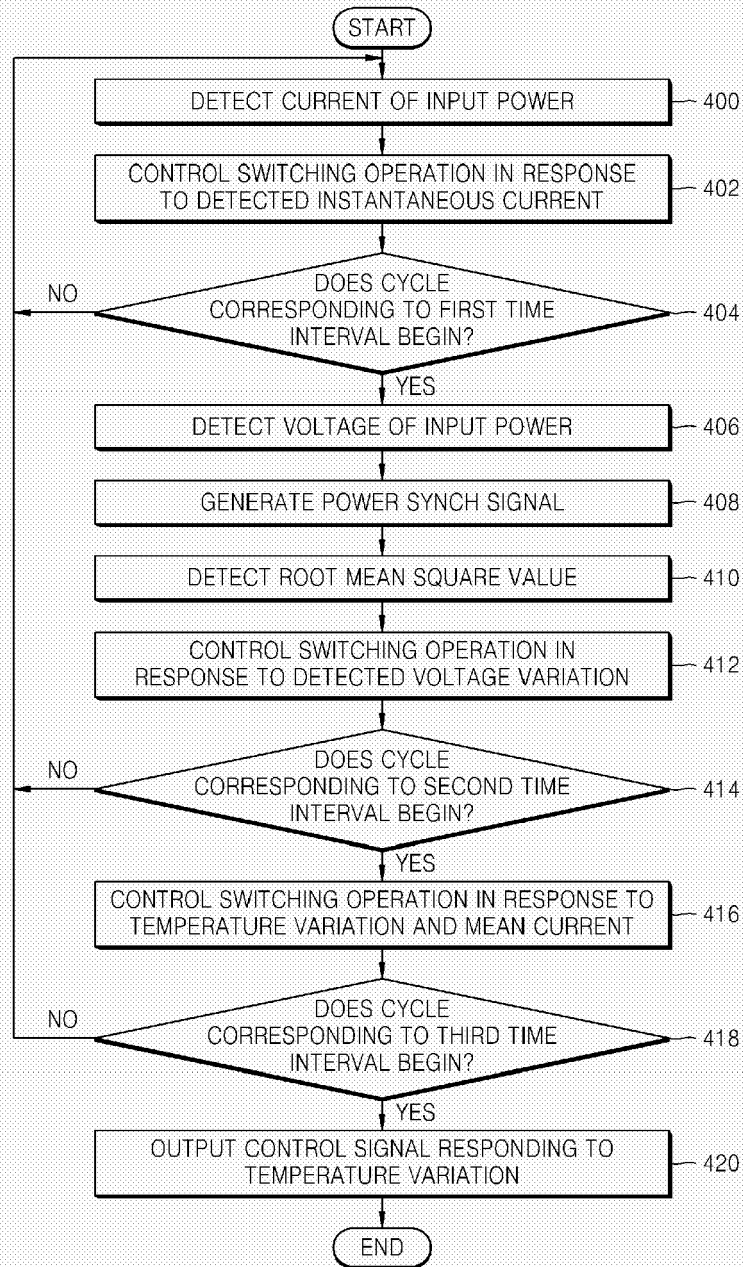 START
DETECT CURRENT OF INPUT POWER
400
CONTROL SWITCHING OPERATION IN RESPONSE
TO DETECTED INSTANTANEOUS CURRENT
402
DOES CYCLE
CORRESPONDING TO FIRST TIME
INTERVAL BEGIN?
404
NO
YES
DETECT VOLTAGE OF INPUT POWER
406
GENERATE POWER SYNCH SIGNAL
408
DETECT ROOT MEAN SQUARE VALUE
410
CONTROL SWITCHING OPERATION IN
RESPONSE TO DETECTED VOLTAGE VARIATION
412
DOES CYCLE
CORRESPONDING TO SECOND TIME
INTERVAL BEGIN?
414
NO
YES
CONTROL SWITCHING OPERATION IN RESPONSE TO
TEMPERATURE VARIATION AND MEAN CURRENT
416
DOES CYCLE
CORRESPONDING TO THIRD TIME
INTERVAL BEGIN?
418
NO
YES
OUTPUT CONTROL SIGNAL RESPONDING TO
TEMPERATURE VARIATION
420
END